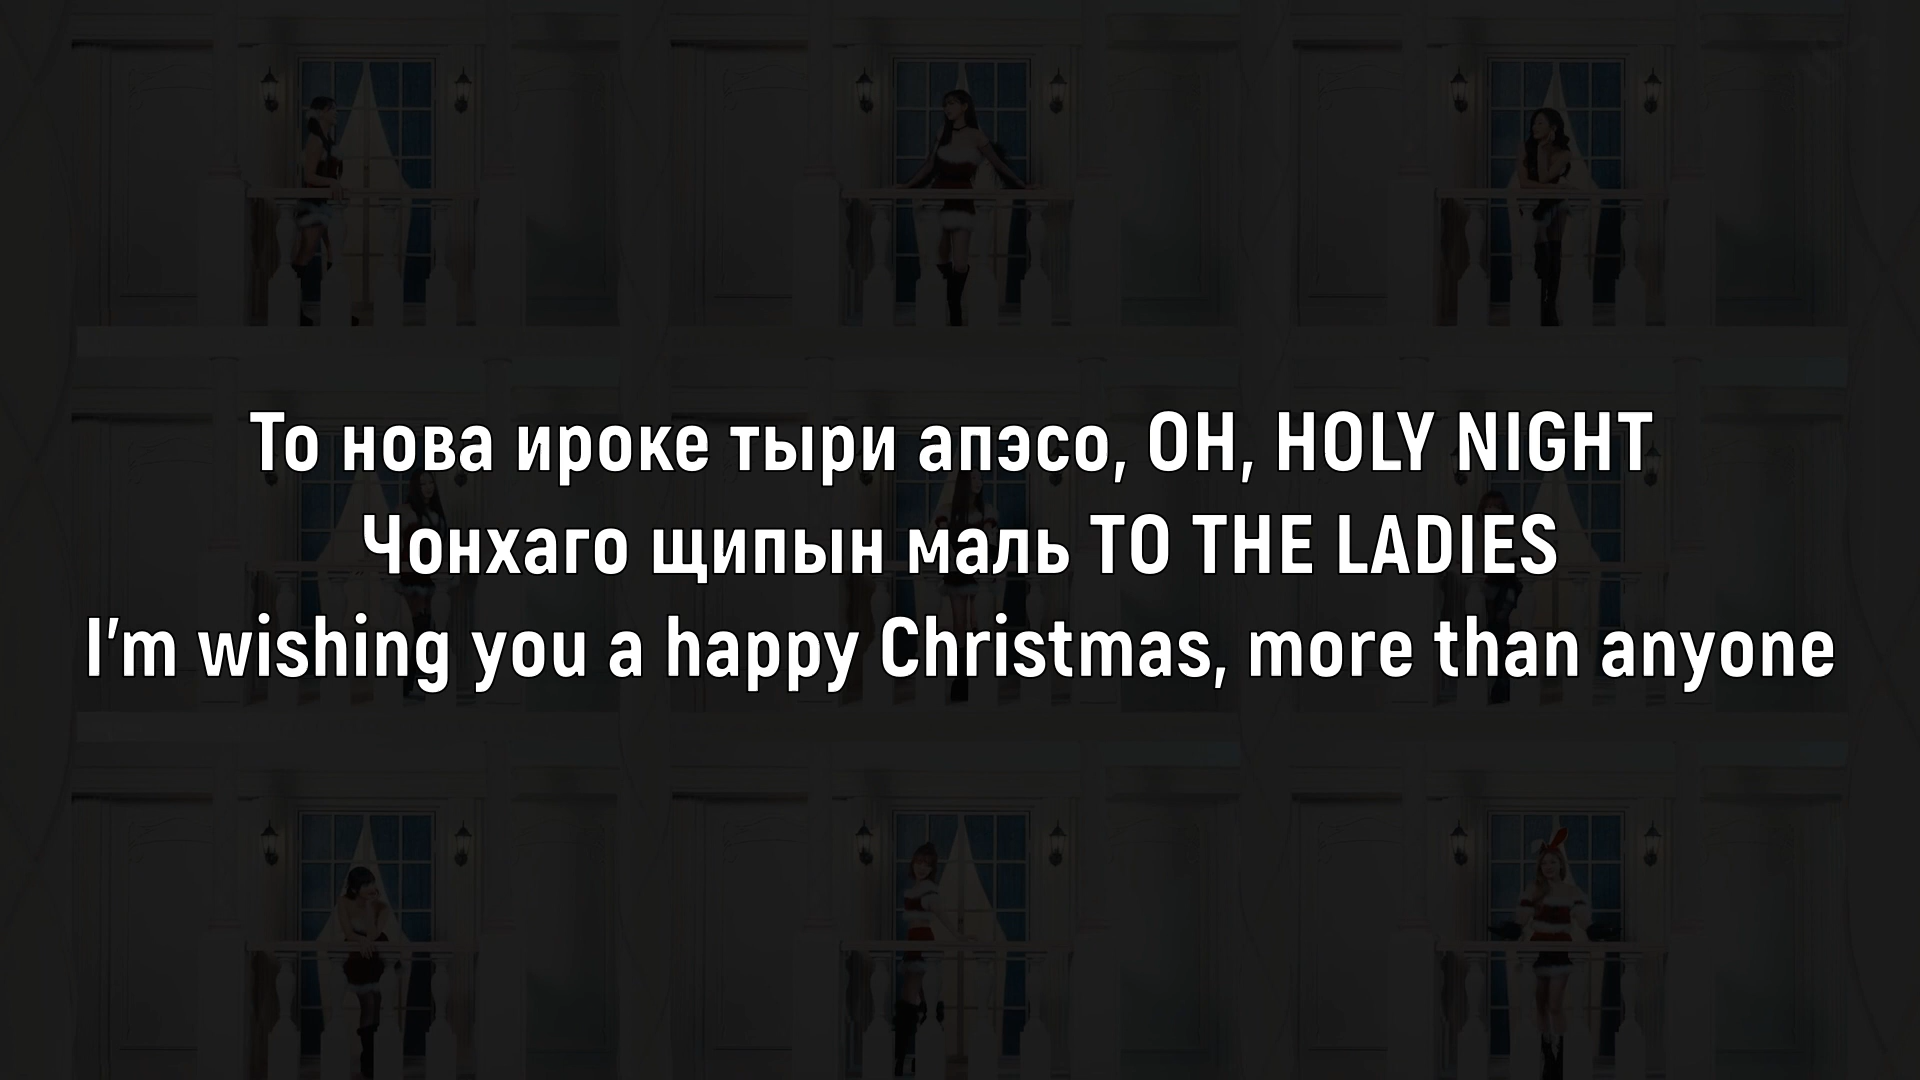 То нова ироке тыри апэсо, OH, HOLY NIGHT
Чонхаго щипын маль TO THE LADIES
I'm wishing you a happy Christmas, more than anyone